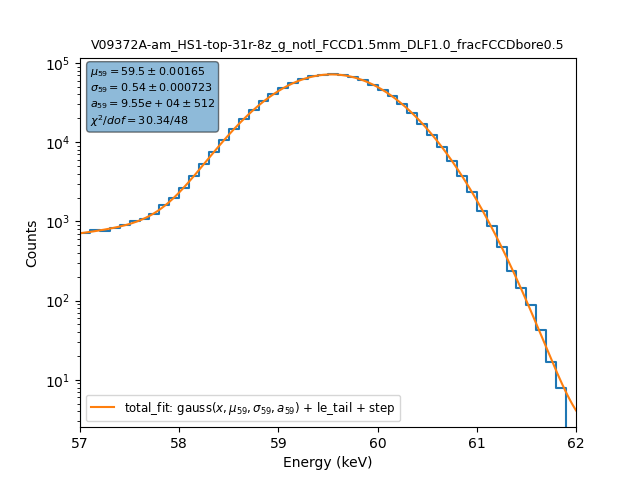 V09372A-am_HS1-top-31r-8z_g_notl_FCCD1.5mm_DLF1.0_fracFCCDbore0.5
10⁵
10⁴
10³
10²
10¹
Counts
μ₅₉ = 59.5 ± 0.00165
σ₅₉ = 0.54 ± 0.000723
a₅₉ = 9.55e + 04 ± 512
χ²/dof = 30.34/48
total_fit: gauss(x, μ₅₉, σ₅₉, a₅₉) + le_tail + step
57 58 59 60 61 62
Energy (keV)